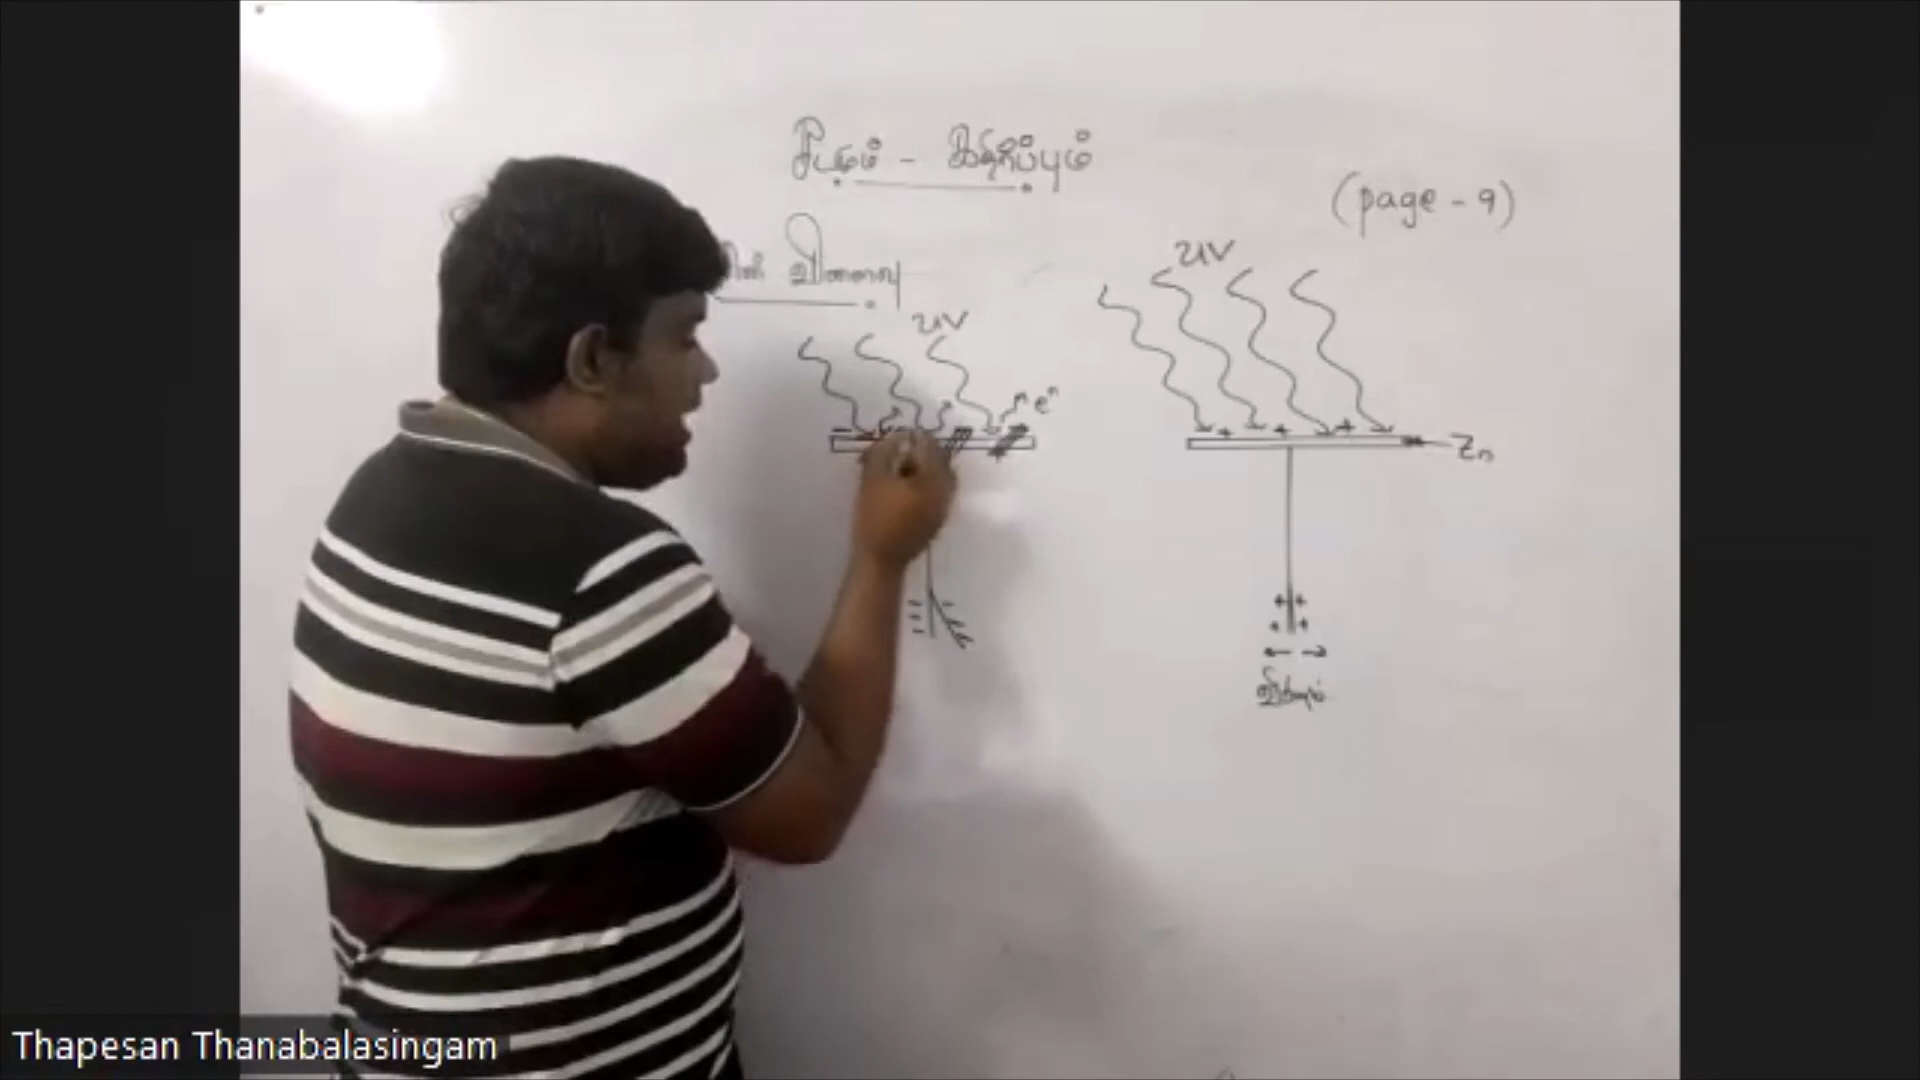 சடமும் - கதிர்ப்பும்
(page - 9)
விளைவு
UV
UV
e⁻
Zn
விரியும்
Thapesan Thanabalasingam